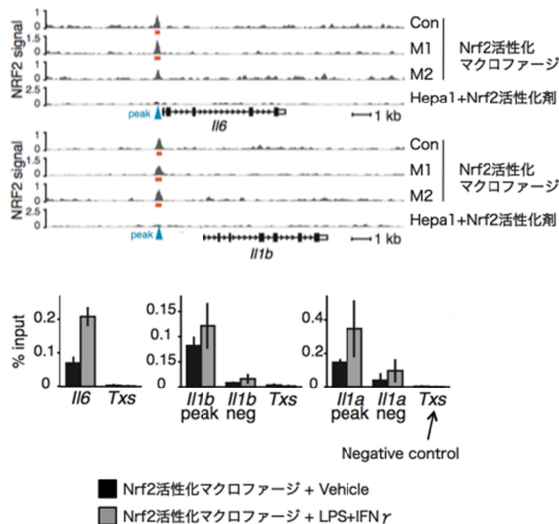 NRF2 signal
1 Con
0
1.5 M1
0
1 M2
0
2.5 Hepa1+Nrf2活性化剤
0
Nrf2活性化
マクロファージ
peak
Il6
1 kb
NRF2 signal
1 Con
0
1.5 M1
0
1 M2
0
2.5 Hepa1+Nrf2活性化剤
0
Nrf2活性化
マクロファージ
peak
Il1b
1 kb
% input
0.2
0.1
0
Il6 Txs
0.15
0.1
0.15
0
Il1b peak Il1b neg Txs
0.4
0.2
0
Il1a peak Il1a neg Txs
Negative control
Nrf2活性化マクロファージ + Vehicle
Nrf2活性化マクロファージ + LPS+IFNγ